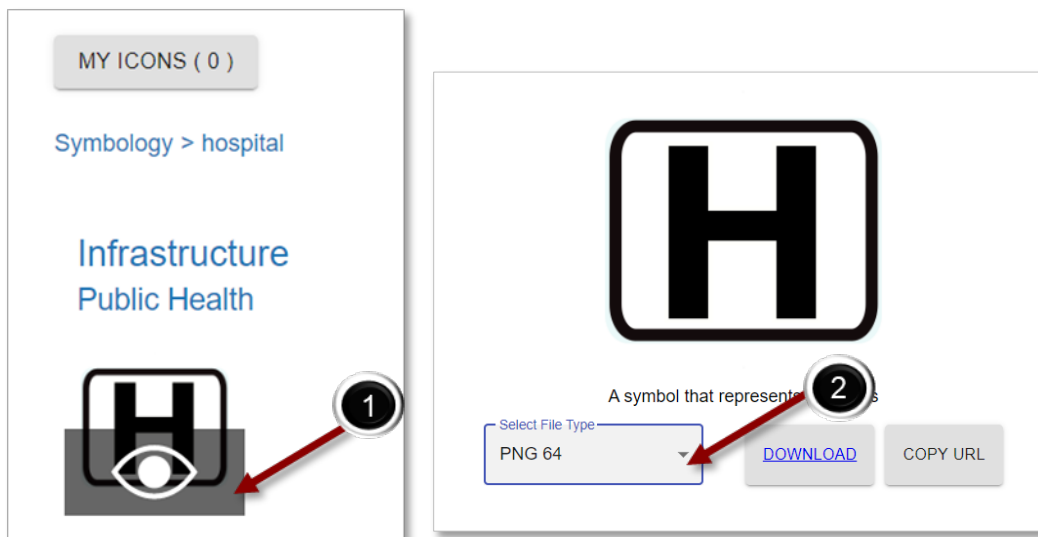 MY ICONS ( 0 )
Symbology > hospital
Infrastructure
Public Health
H
1
H
A symbol that represents
2
Select File Type
PNG 64
DOWNLOAD
COPY URL